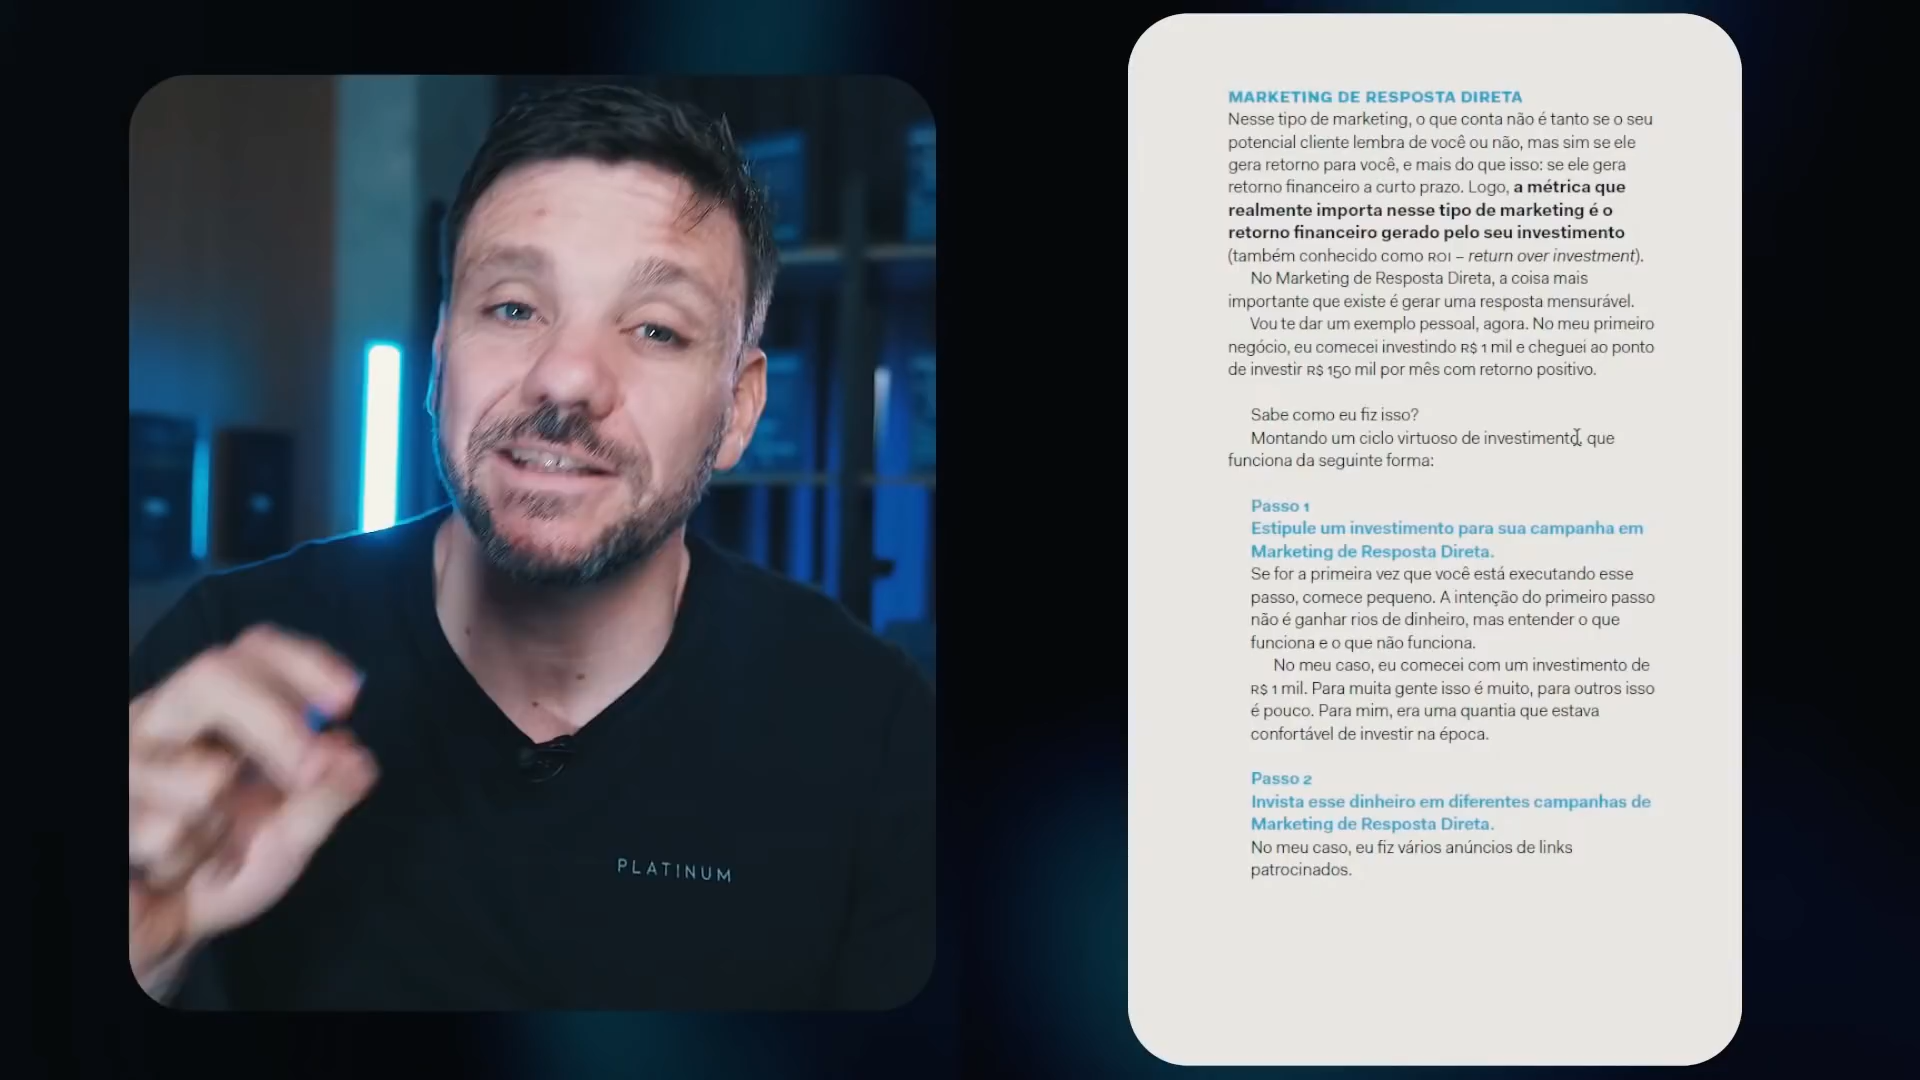 PLATINUM
MARKETING DE RESPOSTA DIRETA
Nesse tipo de marketing, o que conta não é tanto se o seu
potencial cliente lembra de você ou não, mas sim se ele
gera retorno para você, e mais do que isso: se ele gera
retorno financeiro a curto prazo. Logo, a métrica que
realmente importa nesse tipo de marketing é o
retorno financeiro gerado pelo seu investimento
(também conhecido como ROI – return over investment).
No Marketing de Resposta Direta, a coisa mais
importante que existe é gerar uma resposta mensurável.
Vou te dar um exemplo pessoal, agora. No meu primeiro
negócio, eu comecei investindo R$ 1 mil e cheguei ao ponto
de investir R$ 150 mil por mês com retorno positivo.
Sabe como eu fiz isso?
Montando um ciclo virtuoso de investimento, que
funciona da seguinte forma:
Passo 1
Estipule um investimento para sua campanha em
Marketing de Resposta Direta.
Se for a primeira vez que você está executando esse
passo, comece pequeno. A intenção do primeiro passo
não é ganhar rios de dinheiro, mas entender o que
funciona e o que não funciona.
No meu caso, eu comecei com um investimento de
R$ 1 mil. Para muita gente isso é muito, para outros isso
é pouco. Para mim, era uma quantia que estava
confortável de investir na época.
Passo 2
Invista esse dinheiro em diferentes campanhas de
Marketing de Resposta Direta.
No meu caso, eu fiz vários anúncios de links
patrocinados.